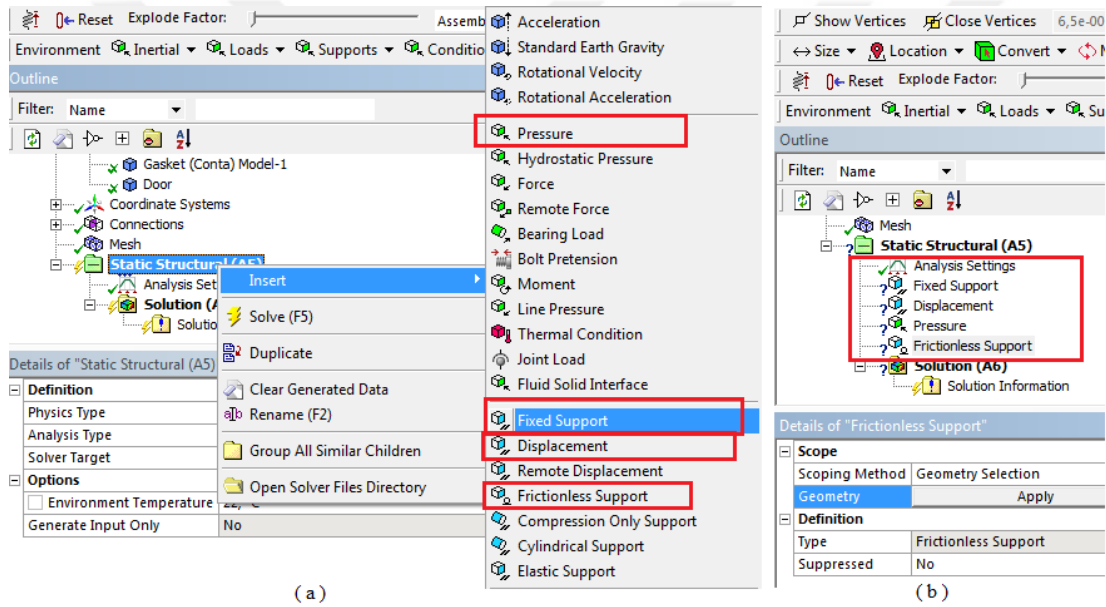 Reset Explode Factor: Assemb
Environment Inertial Loads Supports Conditio
Outline
Filter: Name
Gasket (Conta) Model-1
Door
Coordinate Systems
Connections
Mesh
Static Structural (A5)
Analysis Set
Solution (A
Solutio
Details of "Static Structural (A5)
Definition
Physics Type
Analysis Type
Solver Target
Options
Environment Temperature 22, °C
Generate Input Only No
Insert
Solve (F5)
Duplicate
Clear Generated Data
Rename (F2)
Group All Similar Children
Open Solver Files Directory
Acceleration
Standard Earth Gravity
Rotational Velocity
Rotational Acceleration
Pressure
Hydrostatic Pressure
Force
Remote Force
Bearing Load
Bolt Pretension
Moment
Line Pressure
Thermal Condition
Joint Load
Fluid Solid Interface
Fixed Support
Displacement
Remote Displacement
Frictionless Support
Compression Only Support
Cylindrical Support
Elastic Support
(a)
Show Vertices Close Vertices 6,5e-00
Size Location Convert M
Reset Explode Factor:
Environment Inertial Loads Su
Outline
Filter: Name
Mesh
Static Structural (A5)
Analysis Settings
Fixed Support
Displacement
Pressure
Frictionless Support
Solution (A6)
Solution Information
Details of "Frictionless Support"
Scope
Scoping Method Geometry Selection
Geometry Apply
Definition
Type Frictionless Support
Suppressed No
(b)